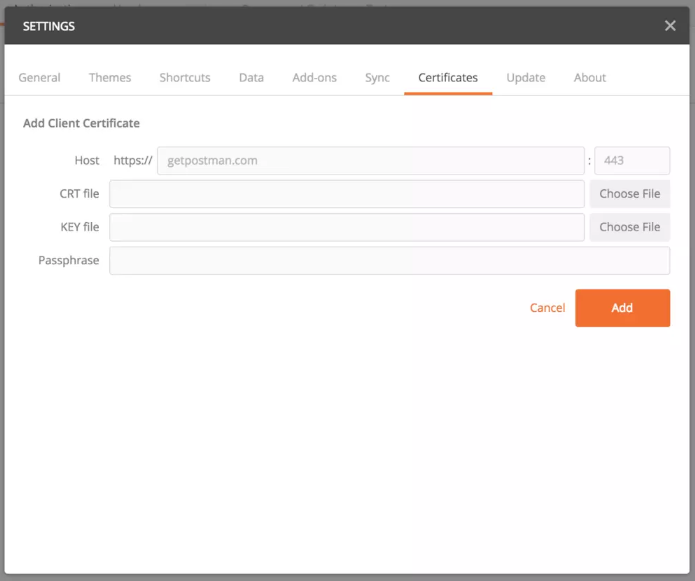 SETTINGS
General Themes Shortcuts Data Add-ons Sync Certificates Update About
Add Client Certificate
Host https:// getpostman.com : 443
CRT file Choose File
KEY file Choose File
Passphrase
Cancel Add